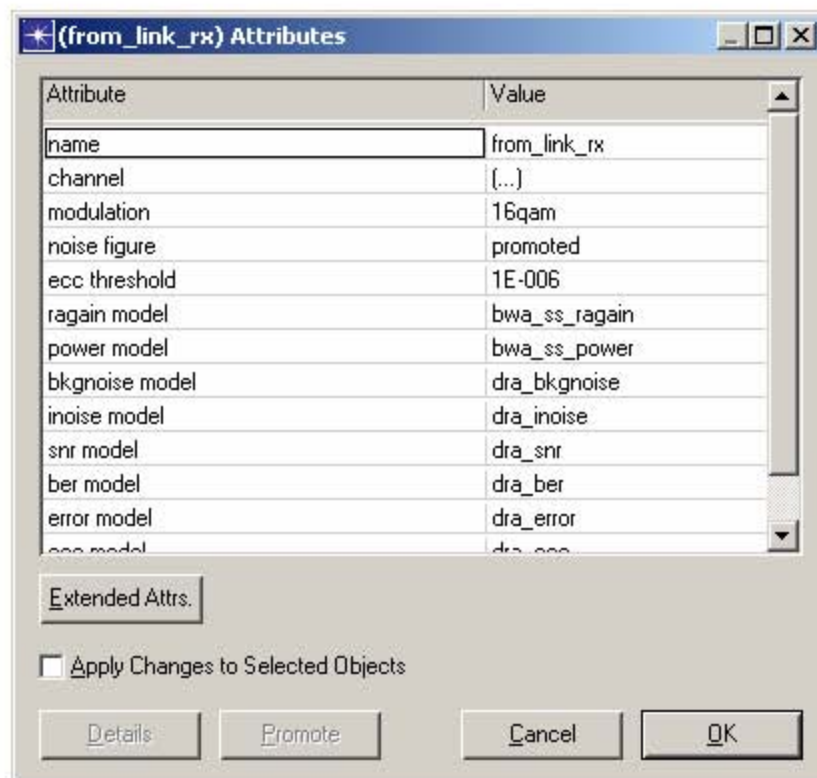 (from_link_rx) Attributes
Attribute Value
name from_link_rx
channel (...)
modulation 16qam
noise figure promoted
ecc threshold 1E-006
ragain model bwa_ss_ragain
power model bwa_ss_power
bkgnoise model dra_bkgnoise
inoise model dra_inoise
snr model dra_snr
ber model dra_ber
error model dra_error
Extended Attrs.
Apply Changes to Selected Objects
Details Promote Cancel OK